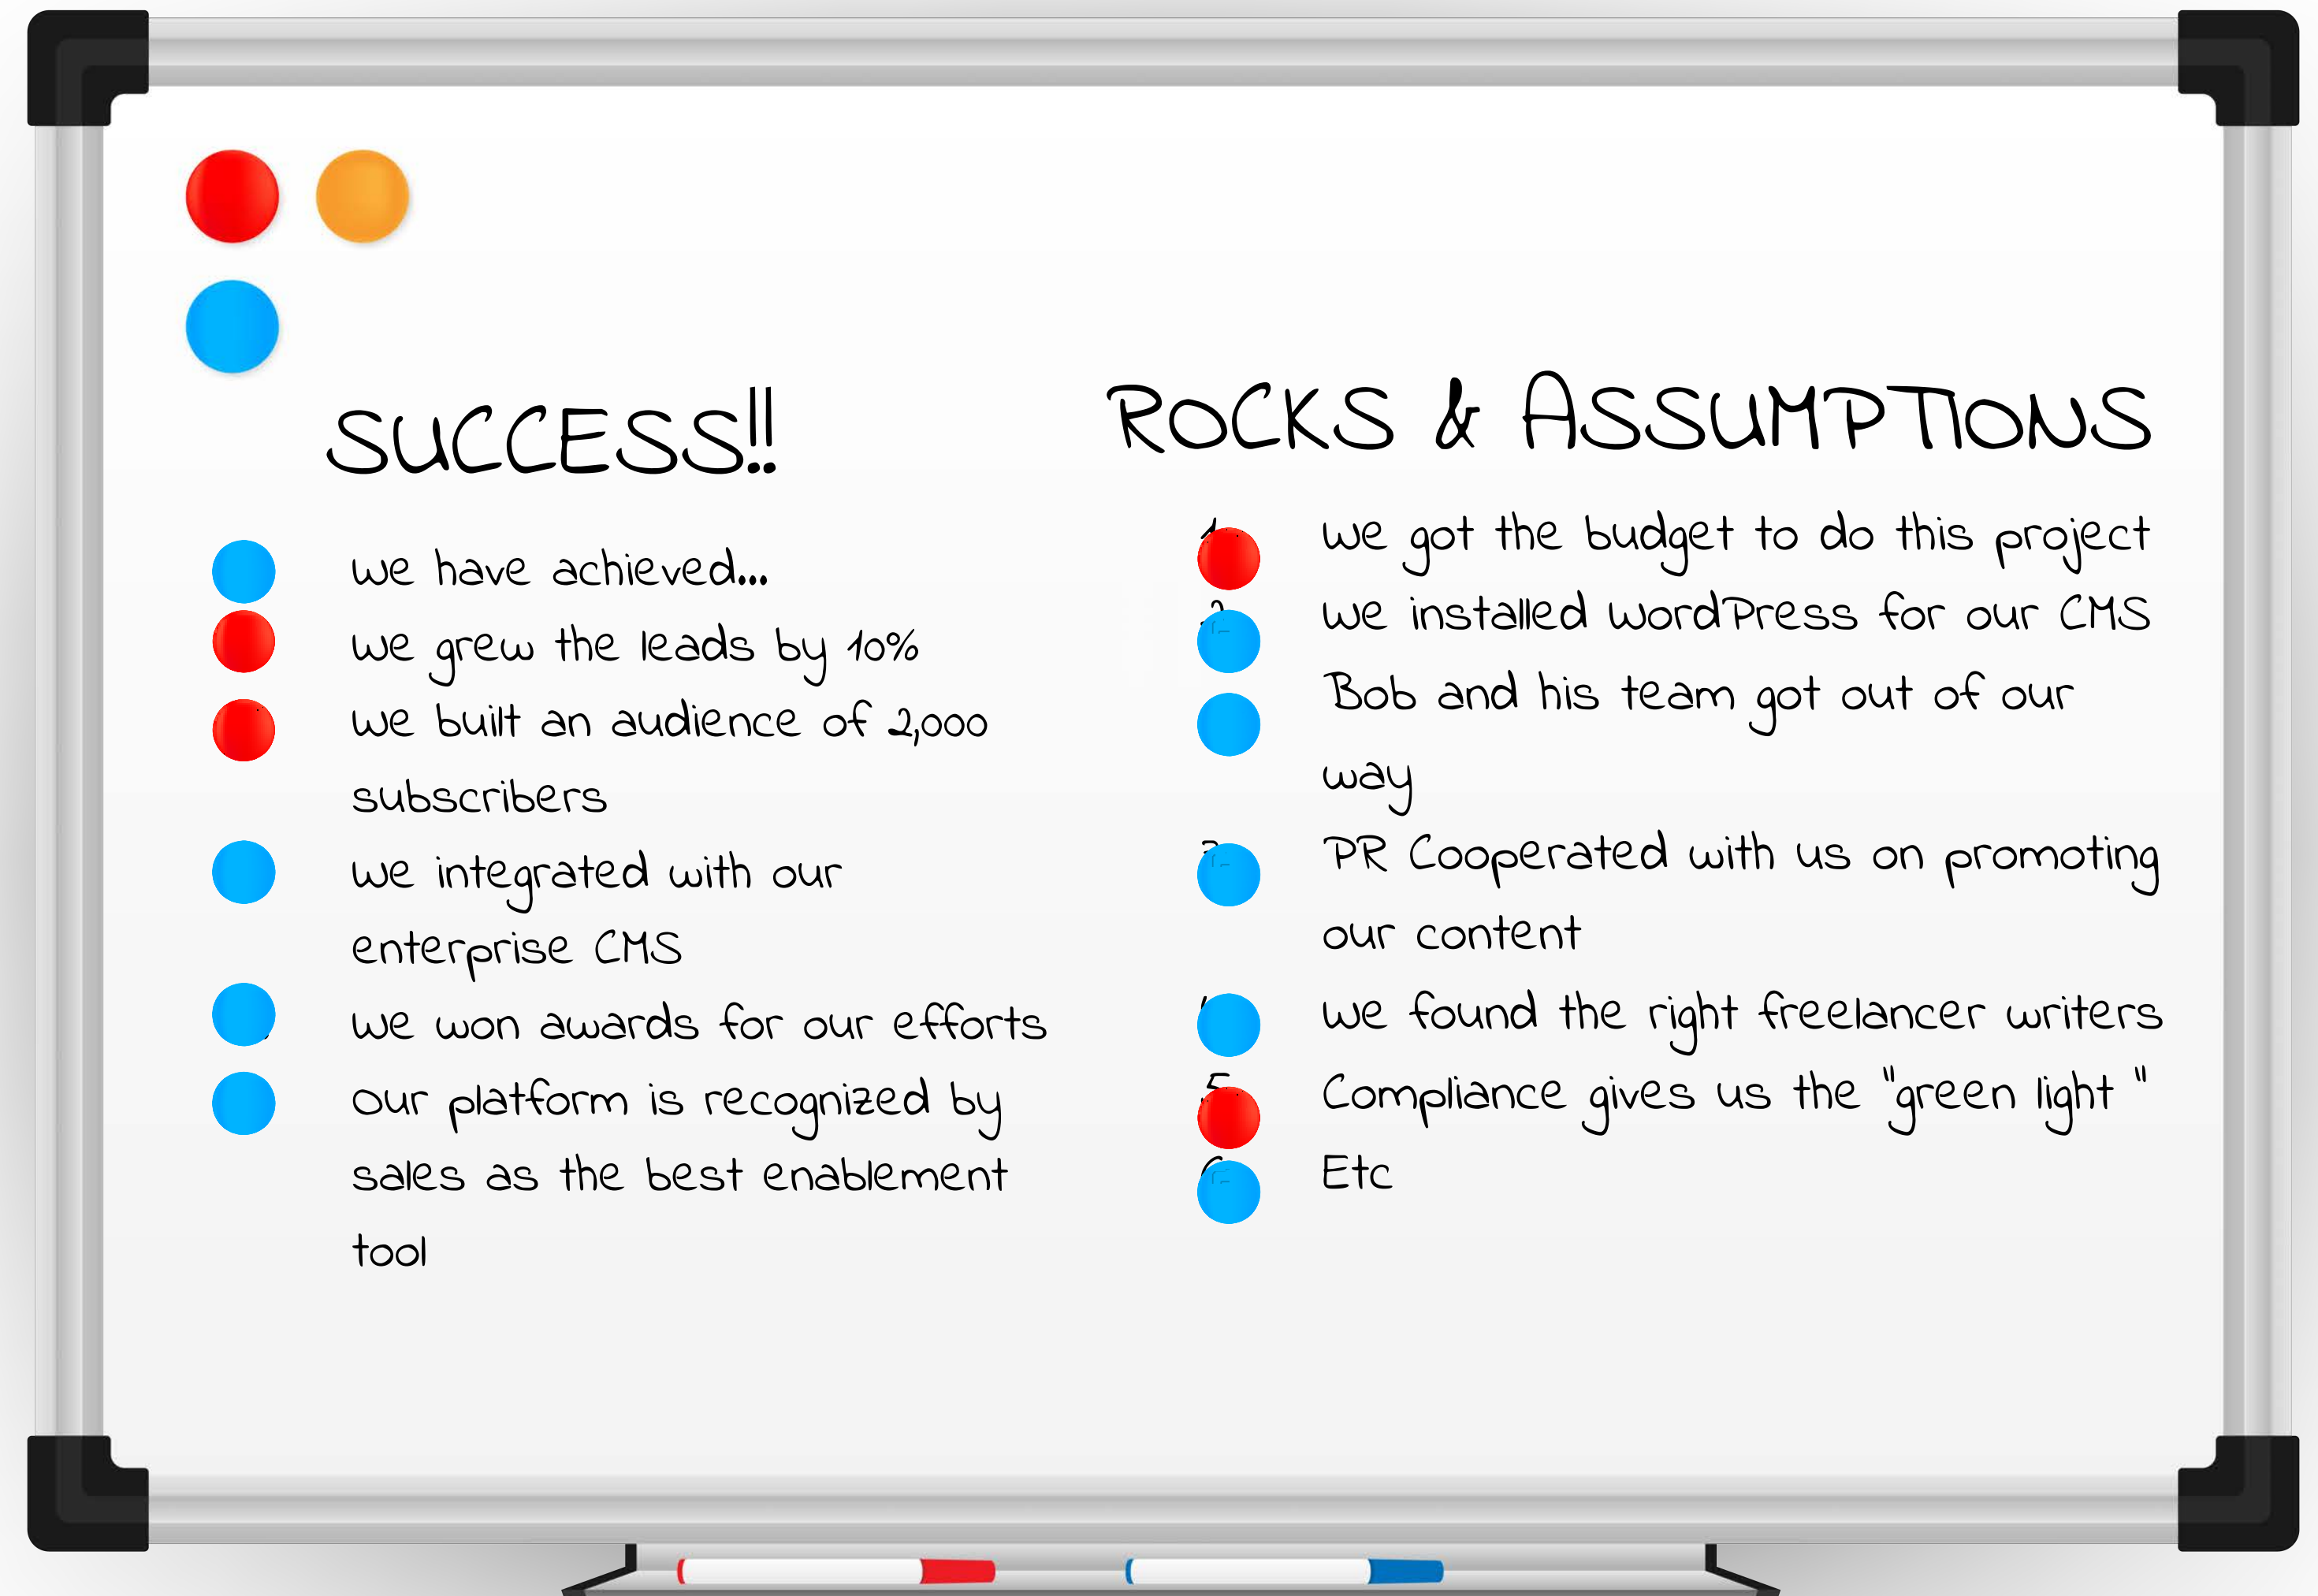 SUCCESS!!
we have achieved...
we grew the leads by 10%
we built an audience of 2,000
subscribers
we integrated with our
enterprise CMS
we won awards for our efforts
Our platform is recognized by
sales as the best enablement
tool
ROCKS & ASSUMPTIONS
we got the budget to do this project
we installed WordPress for our CMS
Bob and his team got out of our
way
PR Cooperated with us on promoting
our content
we found the right freelancer writers
Compliance gives us the "green light "
Etc